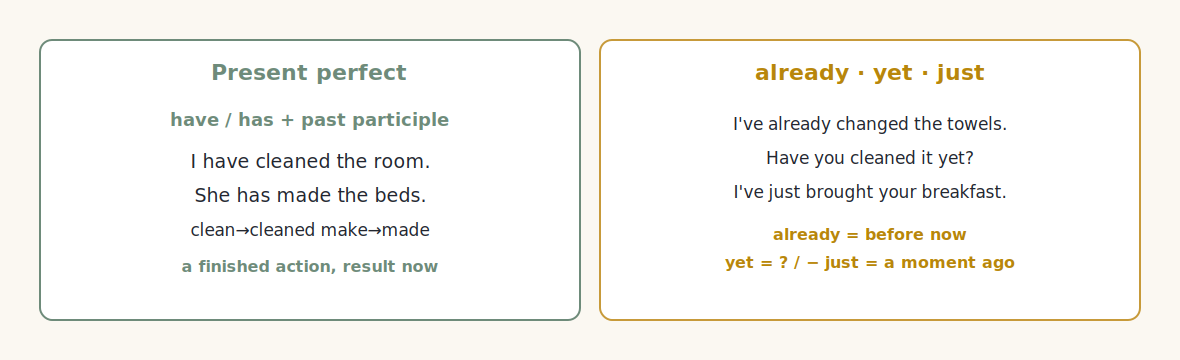 Present perfect
have / has + past participle
I have cleaned the room.
She has made the beds.
clean→cleaned make→made
a finished action, result now
already · yet · just
I've already changed the towels.
Have you cleaned it yet?
I've just brought your breakfast.
already = before now
yet = ? / − just = a moment ago